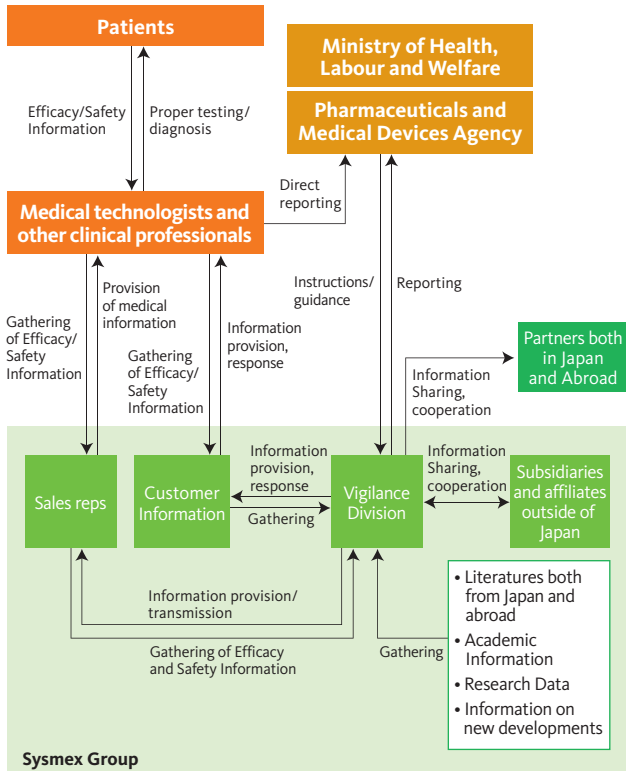 Patients
Ministry of Health,
Labour and Welfare
Pharmaceuticals and
Medical Devices Agency
Efficacy/Safety
Information
Proper testing/
diagnosis
Direct
reporting
Medical technologists and
other clinical professionals
Gathering
of Efficacy/
Safety
Information
Provision
of medical
information
Gathering
of Efficacy/
Safety
Information
Information
provision,
response
Instructions/
guidance
Reporting
Partners both
in Japan
and Abroad
Information
Sharing,
cooperation
Sales reps
Customer
Information
Information
provision,
response
Gathering
Vigilance
Division
Information
Sharing,
cooperation
Subsidiaries
and affiliates
outside of
Japan
Information provision/
transmission
Gathering of Efficacy
and Safety Information
Gathering
• Literatures both
from Japan and
abroad
• Academic
Information
• Research Data
• Information on
new developments
Sysmex Group